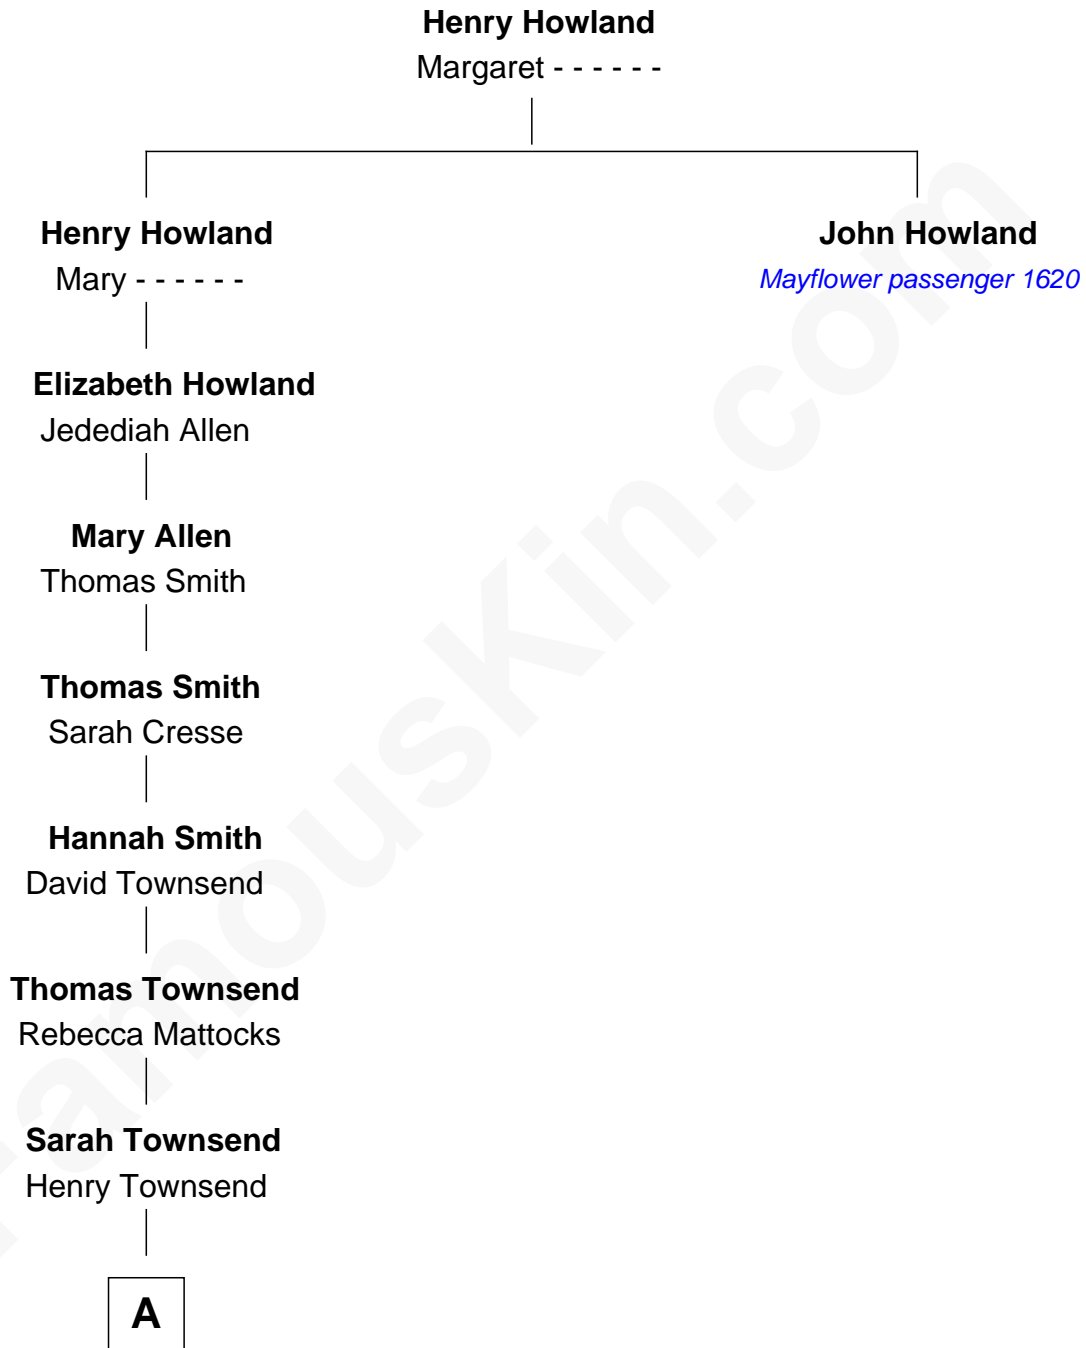 Henry Howland
Margaret - - - - - -
Henry Howland
John Howland
Mary - - - - - -
Mayflower passenger 1620
Elizabeth Howland
Jedediah Allen
Mary Allen
Thomas Smith
Thomas Smith
Sarah Cresse
Hannah Smith
David Townsend
Thomas Townsend
Rebecca Mattocks
Sarah Townsend
Henry Townsend
A
FamousKin.com